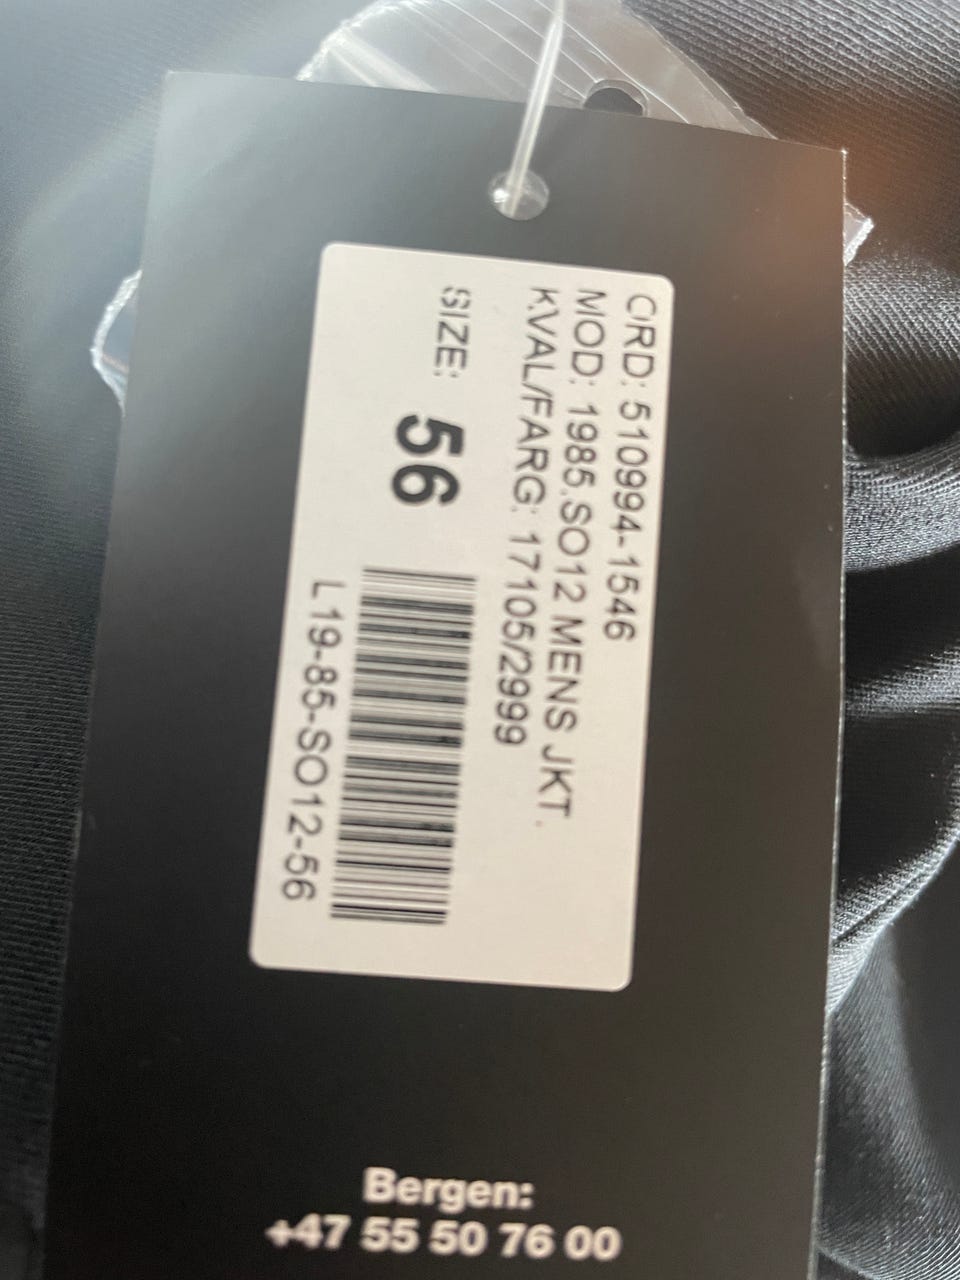 ORD: 510994-1546
MOD: 1985.SO12 MENS JKT.
KVAL/FARG: 17105/2999
SIZE: 56
L19-85-SO12-56
Bergen:
+47 55 50 76 00